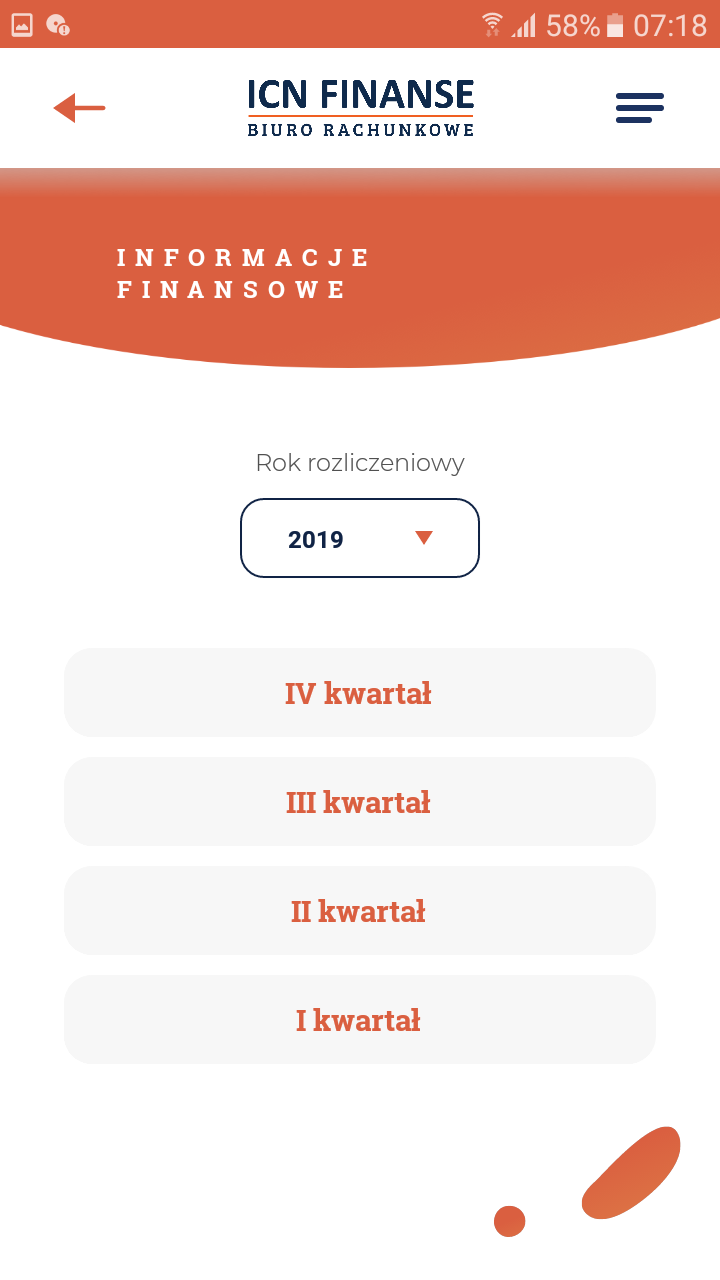 58% 07:18
ICN FINANSE
BIURO RACHUNKOWE
INFORMACJE
FINANSOWE
Rok rozliczeniowy
2019
IV kwartał
III kwartał
II kwartał
I kwartał